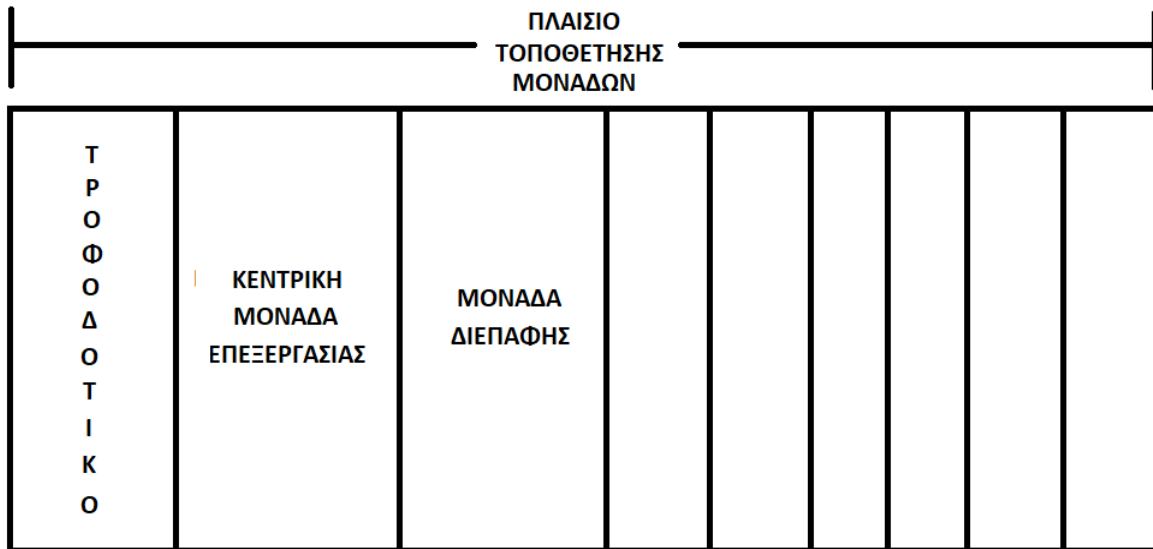 ΠΛΑΙΣΙΟ
ΤΟΠΟΘΕΤΗΣΗΣ
ΜΟΝΑΔΩΝ
Τ
Ρ
Ο
Φ
Ο
Δ
Ο
Τ
Ι
Κ
Ο
ΚΕΝΤΡΙΚΗ
ΜΟΝΑΔΑ
ΕΠΕΞΕΡΓΑΣΙΑΣ
ΜΟΝΑΔΑ
ΔΙΕΠΑΦΗΣ